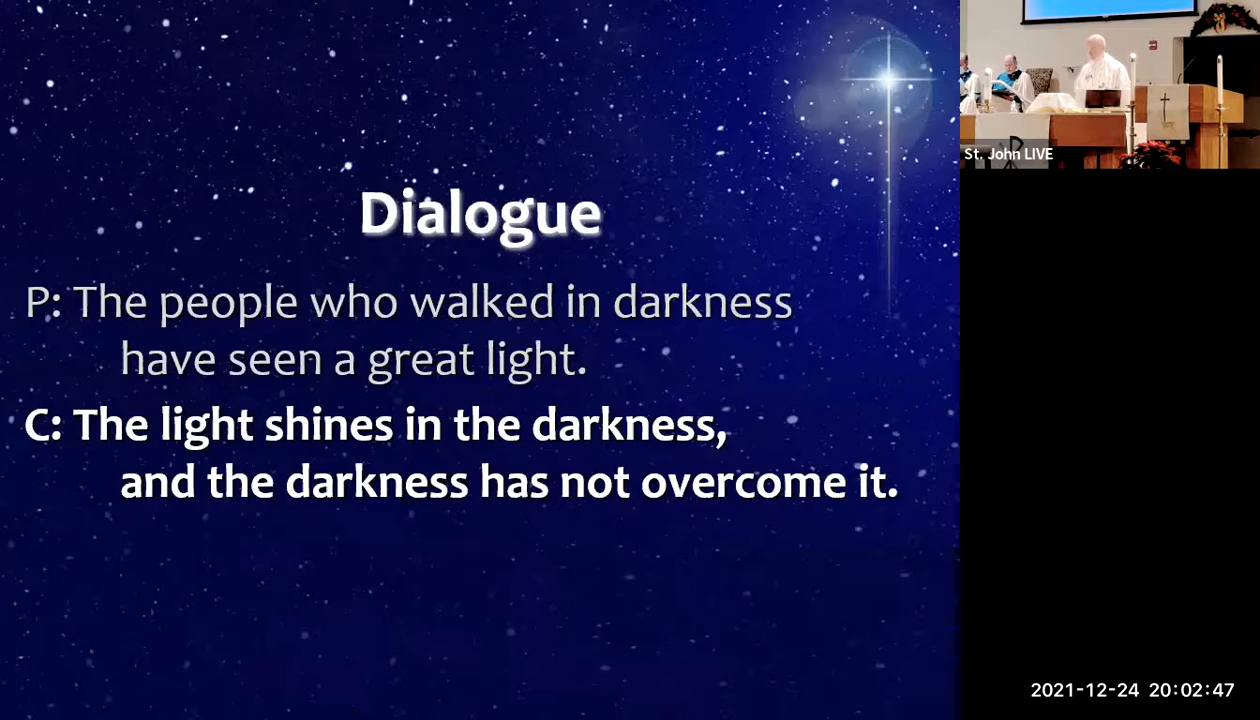 Dialogue
P: The people who walked in darkness
have seen a great light.
C: The light shines in the darkness,
and the darkness has not overcome it.
St. John LIVE
2021-12-24 20:02:47